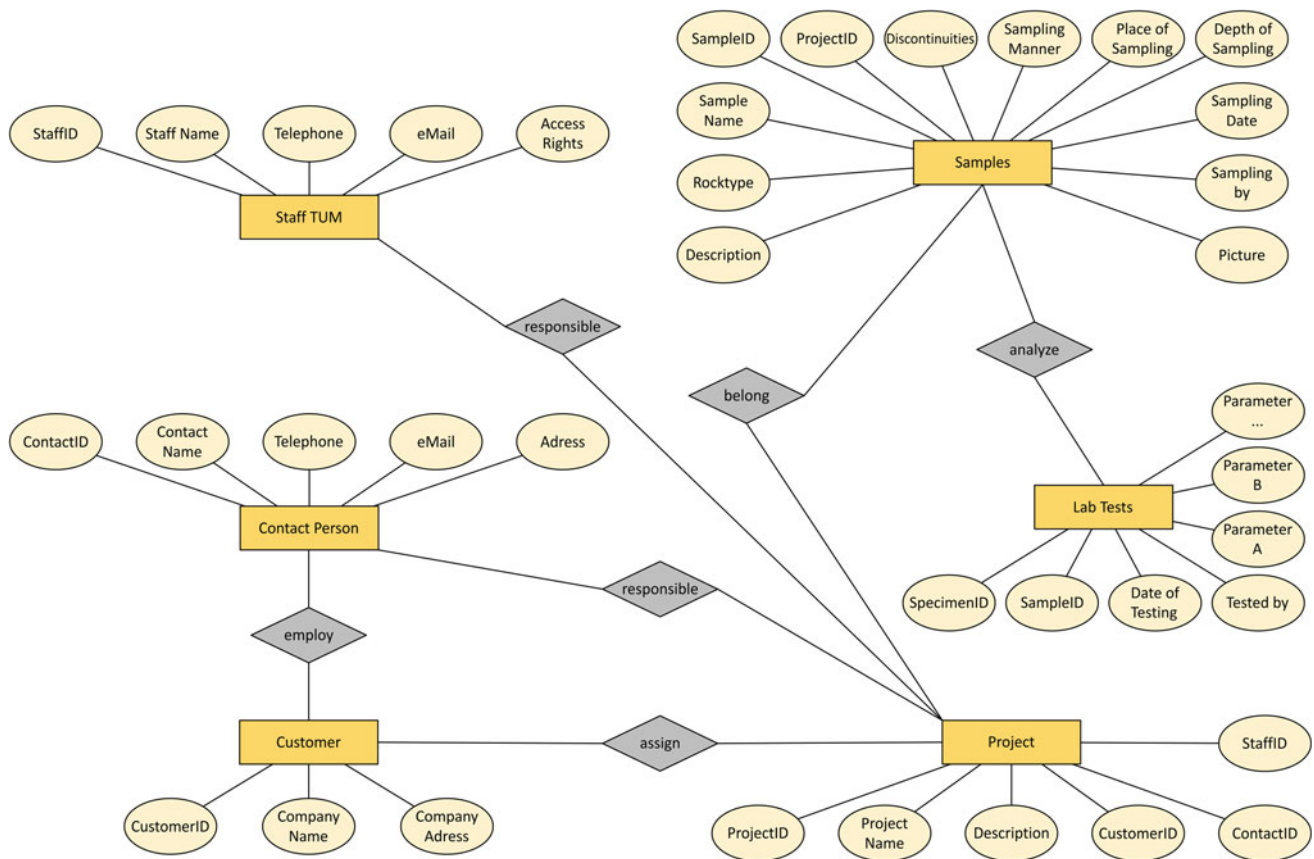 SampleID
ProjectID
Discontinuities
Sampling
Manner
Place of
Sampling
Depth of
Sampling
Sample
Name
Sampling
Date
StaffID
Staff Name
Telephone
eMail
Access
Rights
Samples
Rocktype
Sampling
by
Staff TUM
Description
Picture
responsible
analyze
belong
Parameter
...
ContactID
Contact
Name
Telephone
eMail
Adress
Parameter
B
Lab Tests
Contact Person
Parameter
A
responsible
SpecimenID
SampleID
Date of
Testing
Tested by
employ
Customer
assign
Project
StaffID
CustomerID
Company
Name
Company
Adress
ProjectID
Project
Name
Description
CustomerID
ContactID